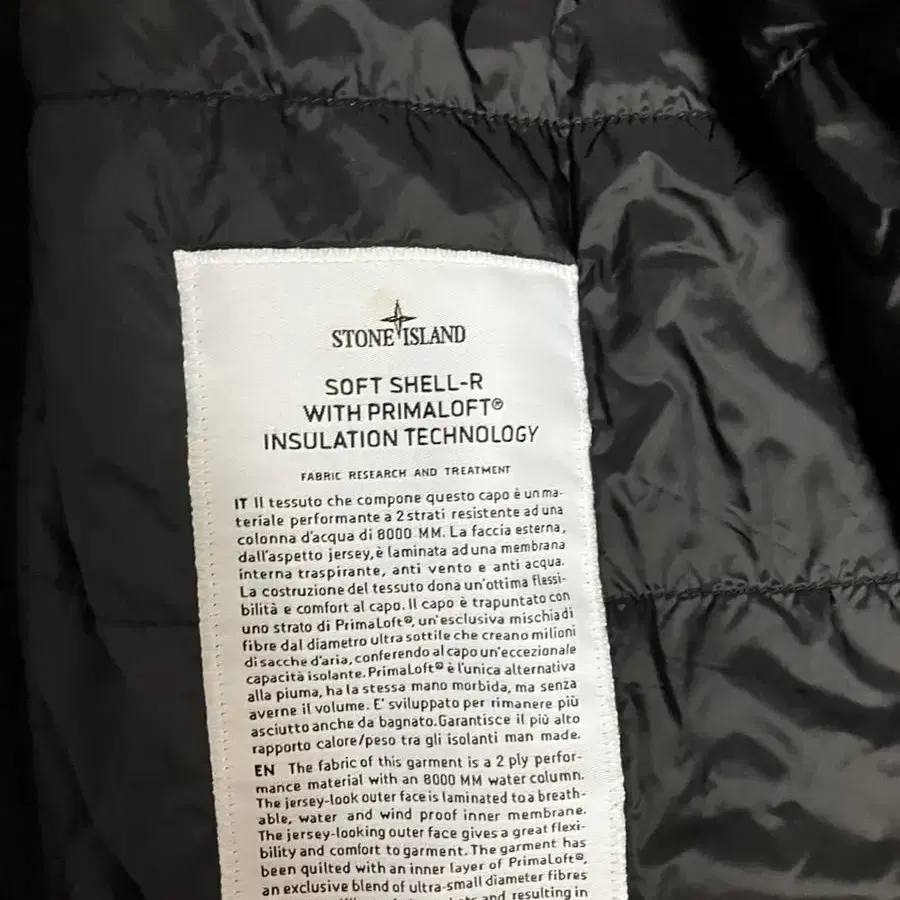 STONE ISLAND
SOFT SHELL-R
WITH PRIMALOFT®
INSULATION TECHNOLOGY
FABRIC RESEARCH AND TREATMENT
IT Il tessuto che compone questo capo è un ma-
teriale performante a 2 strati resistente ad una
colonna d'acqua di 8000 MM. La faccia esterna,
dall'aspetto jersey, è laminata ad una membrana
interna traspirante, anti vento e anti acqua.
La costruzione del tessuto dona un'ottima flessi-
bilità e comfort al capo. Il capo è trapuntato con
uno strato di PrimaLoft®, un'esclusiva mischia di
fibre dal diametro ultra sottile che creano milioni
di sacche d'aria, conferendo al capo un'eccezionale
capacità isolante. PrimaLoft® è l'unica alternativa
alla piuma, ha la stessa mano morbida, ma senza
averne il volume. E' sviluppato per rimanere più
asciutto anche da bagnato. Garantisce il più alto
rapporto calore/peso tra gli isolanti man made.
EN The fabric of this garment is a 2 ply perfor-
mance material with an 8000 MM water column.
The jersey-look outer face is laminated to a breath-
able, water and wind proof inner membrane.
The jersey-looking outer face gives a great flexi-
bility and comfort to garment. The garment has
been quilted with an inner layer of PrimaLoft®,
an exclusive blend of ultra-small diameter fibres
and resulting in